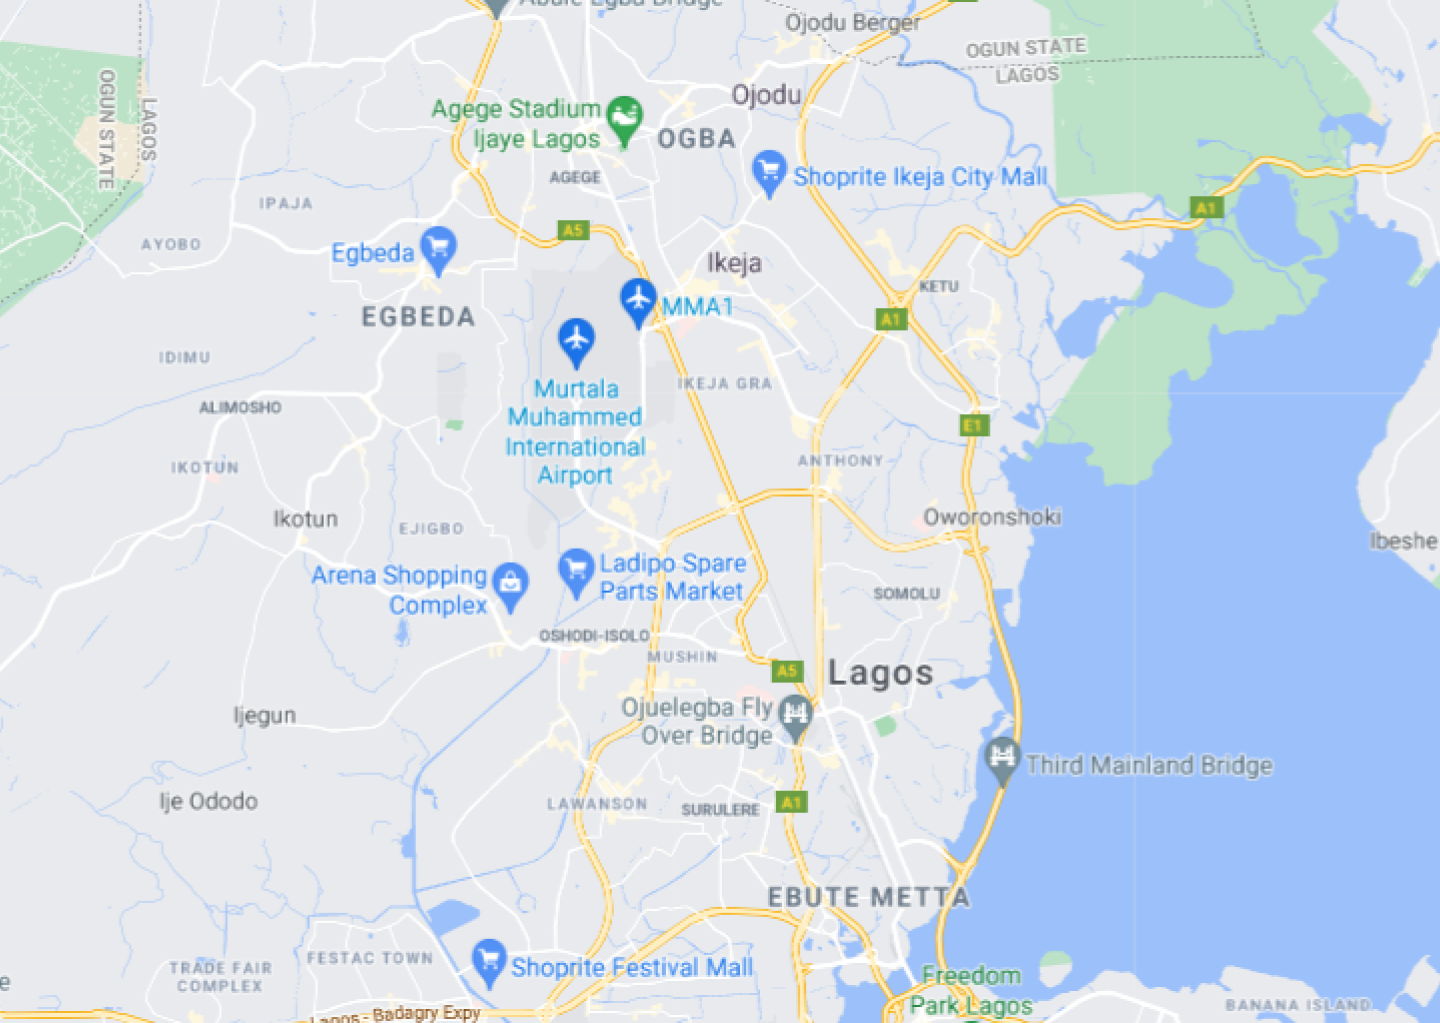 Abule Egba Bridge
Ojodu Berger
OGUN STATE
LAGOS
OGUN STATE
LAGOS
Agege Stadium
Ijaye Lagos
Ojodu
OGBA
AGEGE
Shoprite Ikeja City Mall
IPAJA
A1
AYOBO
Egbeda
A5
Ikeja
KETU
EGBEDA
MMA1
A1
IDIMU
Murtala
Muhammed
International
Airport
IKEJA GRA
ALIMOSHO
E1
IKOTUN
ANTHONY
Ikotun
EJIGBO
Oworonshoki
Ibeshe
Arena Shopping
Complex
Ladipo Spare
Parts Market
SOMOLU
OSHODI-ISOLO
MUSHIN
A5
Lagos
Ijegun
Ojuelegba Fly
Over Bridge
Third Mainland Bridge
Ije Ododo
LAWANSON
SURULERE
A1
EBUTE METTA
TRADE FAIR
COMPLEX
FESTAC TOWN
Shoprite Festival Mall
Freedom
Park Lagos
e
BANANA ISLAND
Lagos - Badagry Expy